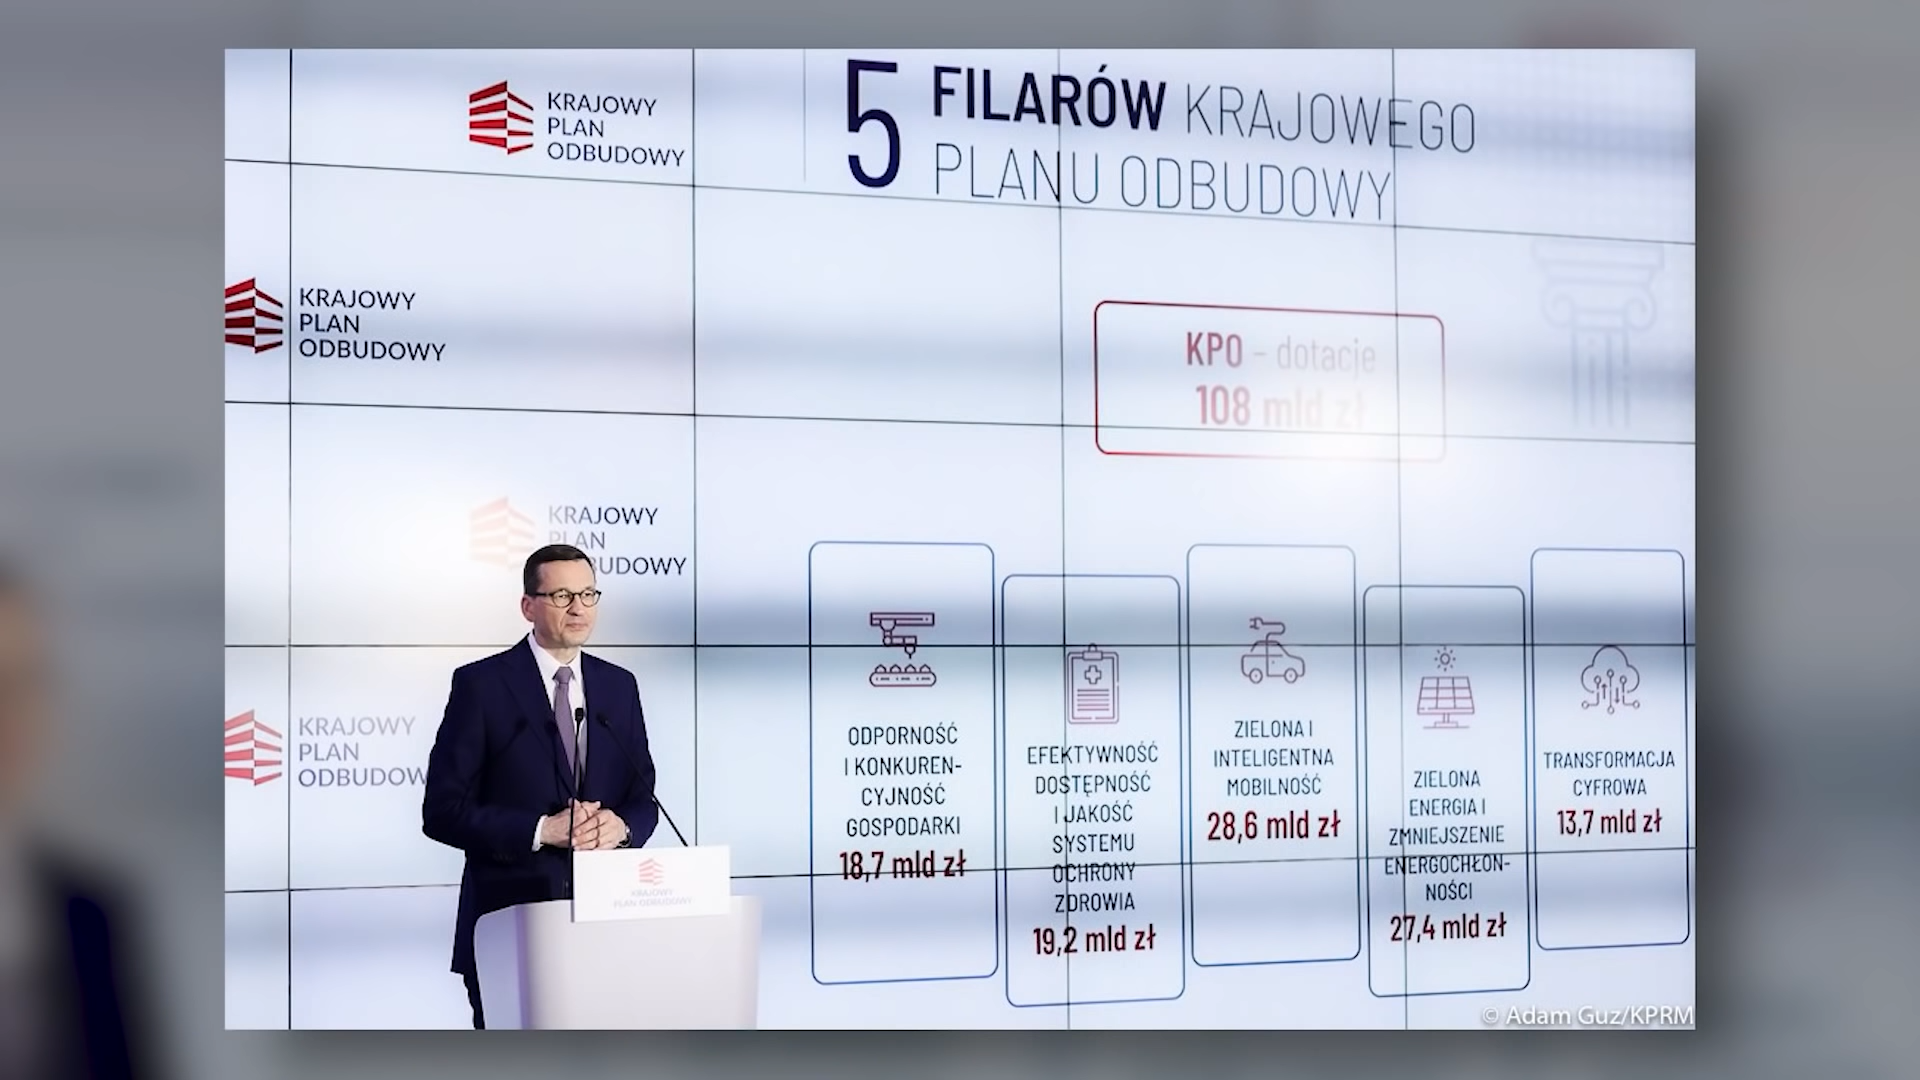 KRAJOWY
PLAN
ODBUDOWY
5 FILARÓW KRAJOWEGO
PLANU ODBUDOWY
KRAJOWY
PLAN
ODBUDOWY
KPO – dotacje
108 mld zł
KRAJOWY
PLAN
ODBUDOWY
KRAJOWY
PLAN
ODBUDOW
ODPORNOŚĆ
I KONKUREN-
CYJNOŚĆ
GOSPODARKI
18,7 mld zł
EFEKTYWNOŚĆ
DOSTĘPNOŚĆ
I JAKOŚĆ
SYSTEMU
OCHRONY
ZDROWIA
19,2 mld zł
ZIELONA I
INTELIGENTNA
MOBILNOŚĆ
28,6 mld zł
ZIELONA
ENERGIA I
ZMNIEJSZENIE
ENERGOCHŁON-
NOŚCI
27,4 mld zł
TRANSFORMACJA
CYFROWA
13,7 mld zł
KRAJOWY
PLAN ODBUDOWY
© Adam Guz/KPRM